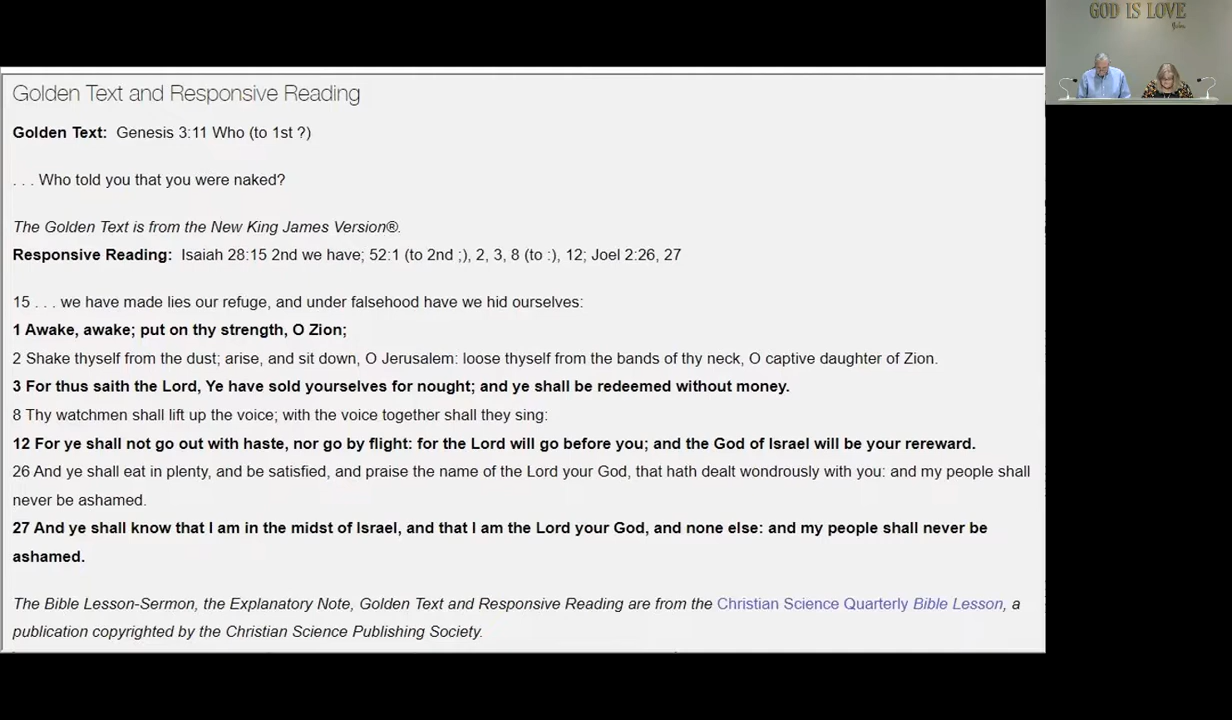 GOD IS LOVE
Golden Text and Responsive Reading
Golden Text: Genesis 3:11 Who (to 1st ?)
. . . Who told you that you were naked?
The Golden Text is from the New King James Version®.
Responsive Reading: Isaiah 28:15 2nd we have; 52:1 (to 2nd ;), 2, 3, 8 (to :), 12; Joel 2:26, 27
15 . . . we have made lies our refuge, and under falsehood have we hid ourselves:
1 Awake, awake; put on thy strength, O Zion;
2 Shake thyself from the dust; arise, and sit down, O Jerusalem: loose thyself from the bands of thy neck, O captive daughter of Zion.
3 For thus saith the Lord, Ye have sold yourselves for nought; and ye shall be redeemed without money.
8 Thy watchmen shall lift up the voice; with the voice together shall they sing:
12 For ye shall not go out with haste, nor go by flight: for the Lord will go before you; and the God of Israel will be your rereward.
26 And ye shall eat in plenty, and be satisfied, and praise the name of the Lord your God, that hath dealt wondrously with you: and my people shall
never be ashamed.
27 And ye shall know that I am in the midst of Israel, and that I am the Lord your God, and none else: and my people shall never be
ashamed.
The Bible Lesson-Sermon, the Explanatory Note, Golden Text and Responsive Reading are from the Christian Science Quarterly Bible Lesson, a
publication copyrighted by the Christian Science Publishing Society.